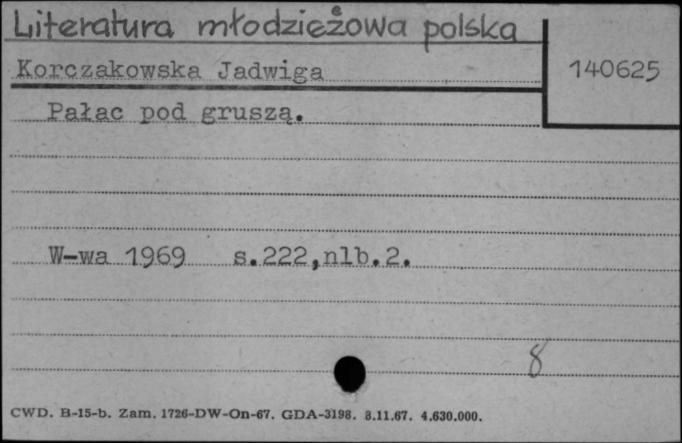 Literatura młodzieżowa polska
Korczakowska Jadwiga
140625
Pałac pod gruszą.
W-wa 1969 s.222,nlb.2.
8
CWD. B-15-b. Zam. 1726-DW-On-67. GDA-3198. 8.11.67. 4.630.000.